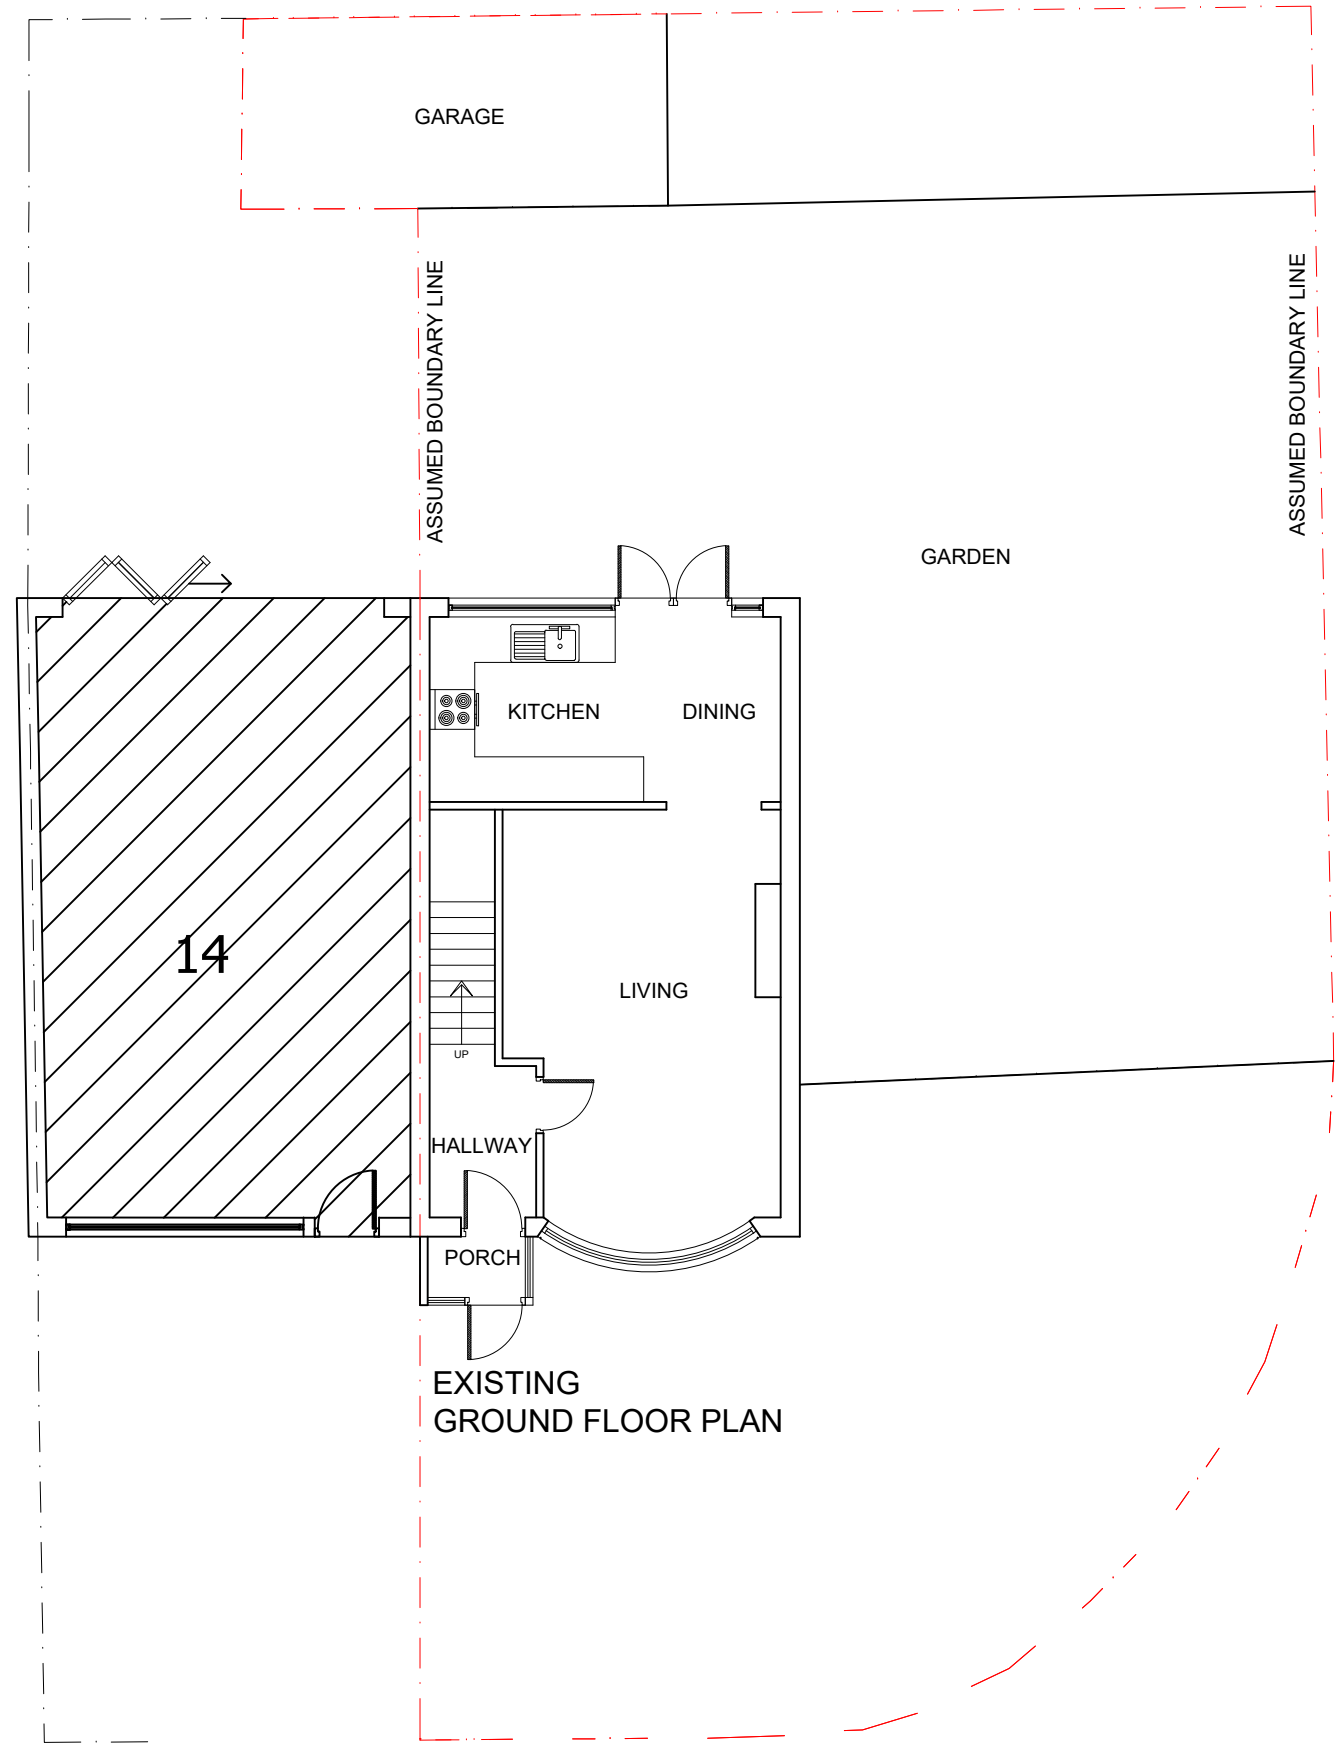 GARAGE
ASSUMED BOUNDARY LINE
ASSUMED BOUNDARY LINE
GARDEN
KITCHEN
DINING
14
LIVING
UP
HALLWAY
PORCH
EXISTING
GROUND FLOOR PLAN